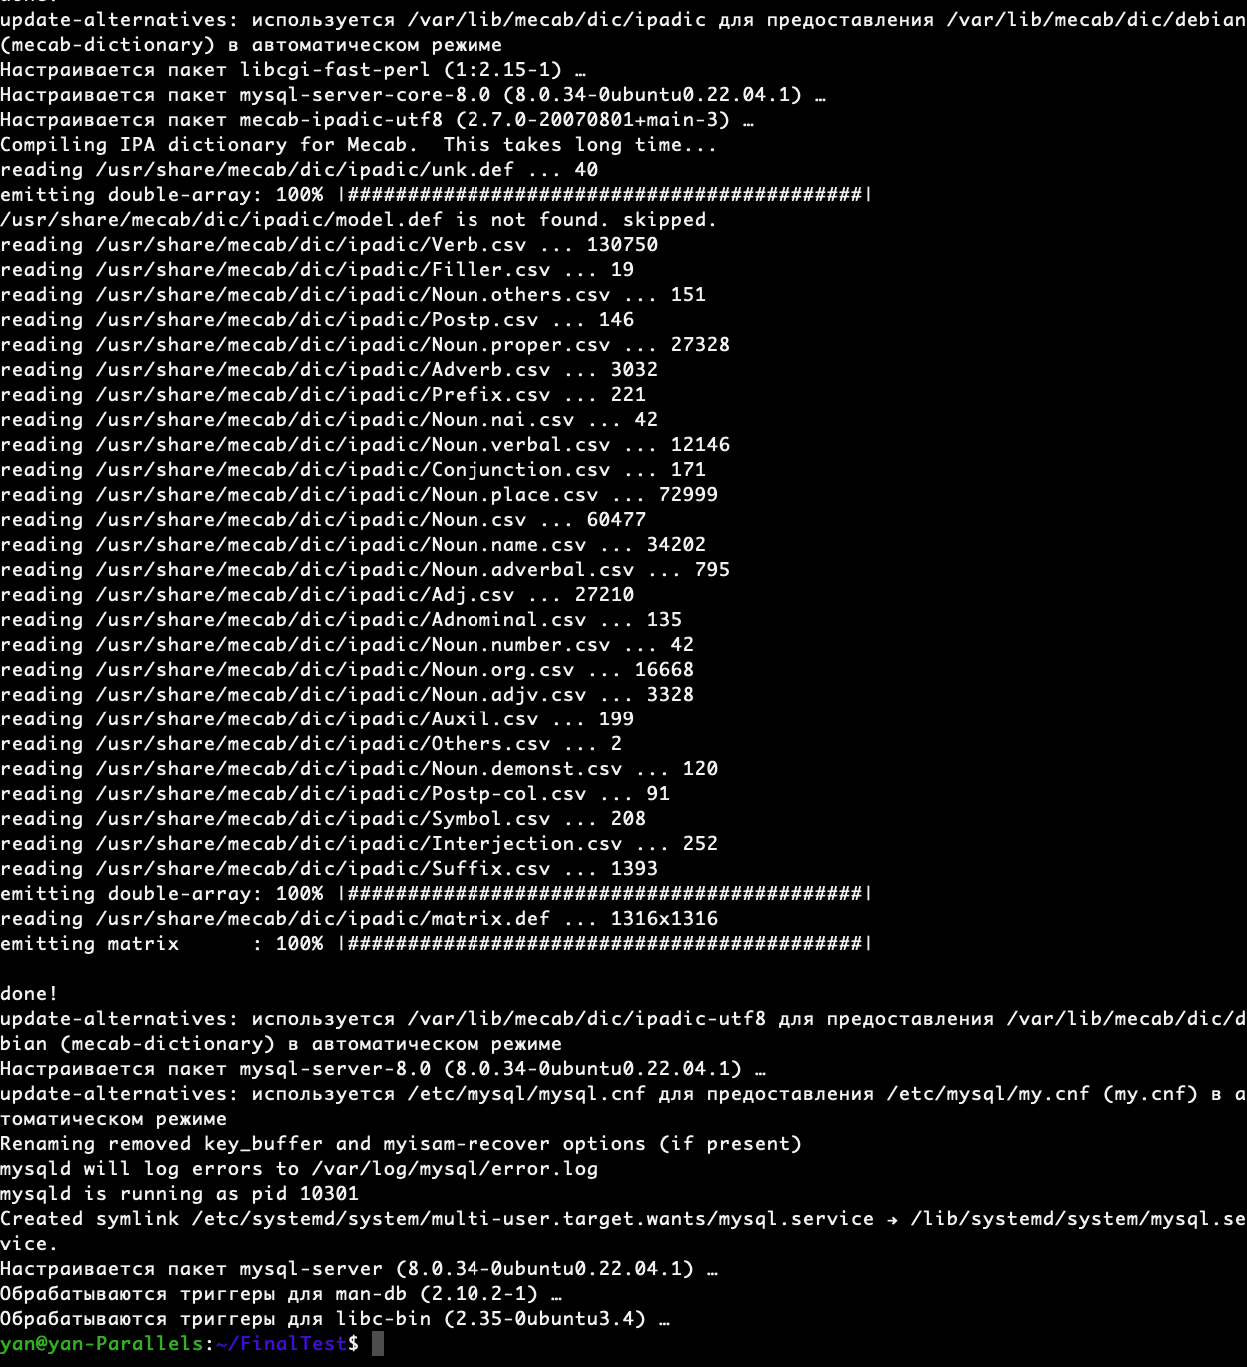 done!
update-alternatives: используется /var/lib/mecab/dic/ipadic для предоставления /var/lib/mecab/dic/debian
(mecab-dictionary) в автоматическом режиме
Настраивается пакет libcgi-fast-perl (1:2.15-1) …
Настраивается пакет mysql-server-core-8.0 (8.0.34-0ubuntu0.22.04.1) …
Настраивается пакет mecab-ipadic-utf8 (2.7.0-20070801+main-3) …
Compiling IPA dictionary for Mecab.  This takes long time...
reading /usr/share/mecab/dic/ipadic/unk.def ... 40
emitting double-array: 100% |###########################################|
/usr/share/mecab/dic/ipadic/model.def is not found. skipped.
reading /usr/share/mecab/dic/ipadic/Verb.csv ... 130750
reading /usr/share/mecab/dic/ipadic/Filler.csv ... 19
reading /usr/share/mecab/dic/ipadic/Noun.others.csv ... 151
reading /usr/share/mecab/dic/ipadic/Postp.csv ... 146
reading /usr/share/mecab/dic/ipadic/Noun.proper.csv ... 27328
reading /usr/share/mecab/dic/ipadic/Adverb.csv ... 3032
reading /usr/share/mecab/dic/ipadic/Prefix.csv ... 221
reading /usr/share/mecab/dic/ipadic/Noun.nai.csv ... 42
reading /usr/share/mecab/dic/ipadic/Noun.verbal.csv ... 12146
reading /usr/share/mecab/dic/ipadic/Conjunction.csv ... 171
reading /usr/share/mecab/dic/ipadic/Noun.place.csv ... 72999
reading /usr/share/mecab/dic/ipadic/Noun.csv ... 60477
reading /usr/share/mecab/dic/ipadic/Noun.name.csv ... 34202
reading /usr/share/mecab/dic/ipadic/Noun.adverbal.csv ... 795
reading /usr/share/mecab/dic/ipadic/Adj.csv ... 27210
reading /usr/share/mecab/dic/ipadic/Adnominal.csv ... 135
reading /usr/share/mecab/dic/ipadic/Noun.number.csv ... 42
reading /usr/share/mecab/dic/ipadic/Noun.org.csv ... 16668
reading /usr/share/mecab/dic/ipadic/Noun.adjv.csv ... 3328
reading /usr/share/mecab/dic/ipadic/Auxil.csv ... 199
reading /usr/share/mecab/dic/ipadic/Others.csv ... 2
reading /usr/share/mecab/dic/ipadic/Noun.demonst.csv ... 120
reading /usr/share/mecab/dic/ipadic/Postp-col.csv ... 91
reading /usr/share/mecab/dic/ipadic/Symbol.csv ... 208
reading /usr/share/mecab/dic/ipadic/Interjection.csv ... 252
reading /usr/share/mecab/dic/ipadic/Suffix.csv ... 1393
emitting double-array: 100% |###########################################|
reading /usr/share/mecab/dic/ipadic/matrix.def ... 1316x1316
emitting matrix      : 100% |###########################################|
done!
update-alternatives: используется /var/lib/mecab/dic/ipadic-utf8 для предоставления /var/lib/mecab/dic/d
bian (mecab-dictionary) в автоматическом режиме
Настраивается пакет mysql-server-8.0 (8.0.34-0ubuntu0.22.04.1) …
update-alternatives: используется /etc/mysql/mysql.cnf для предоставления /etc/mysql/my.cnf (my.cnf) в а
томатическом режиме
Renaming removed key_buffer and myisam-recover options (if present)
mysqld will log errors to /var/log/mysql/error.log
mysqld is running as pid 10301
Created symlink /etc/systemd/system/multi-user.target.wants/mysql.service → /lib/systemd/system/mysql.se
vice.
Настраивается пакет mysql-server (8.0.34-0ubuntu0.22.04.1) …
Обрабатываются триггеры для man-db (2.10.2-1) …
Обрабатываются триггеры для libc-bin (2.35-0ubuntu3.4) …
yan@yan-Parallels:~/FinalTest$